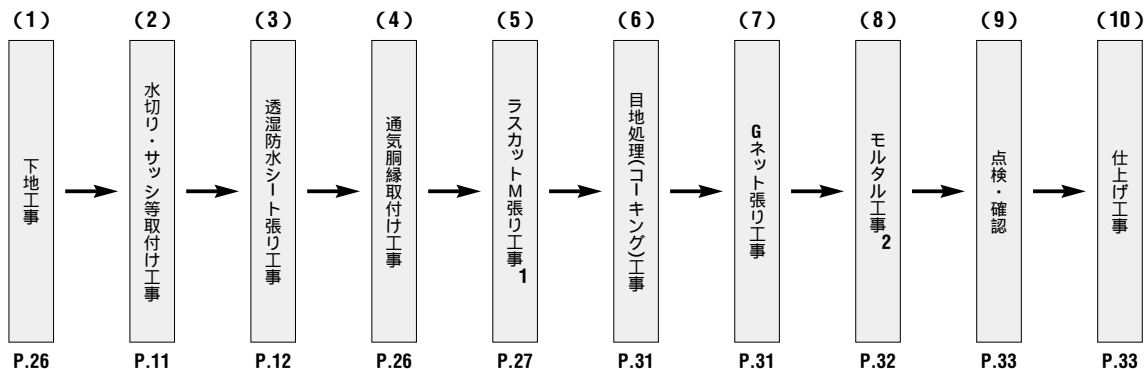 (1)
(2)
(3)
(4)
(5)
(6)
(7)
(8)
(9)
(10)
下地工事
水切り・サッシ等取付け工事
透湿防水シート張り工事
通気胴縁取付け工事
ラスカットM張り工事1
目地処理(コーキング)工事
Gネット張り工事
モルタル工事2
点検・確認
仕上げ工事
P.26
P.11
P.12
P.26
P.27
P.31
P.31
P.32
P.33
P.33